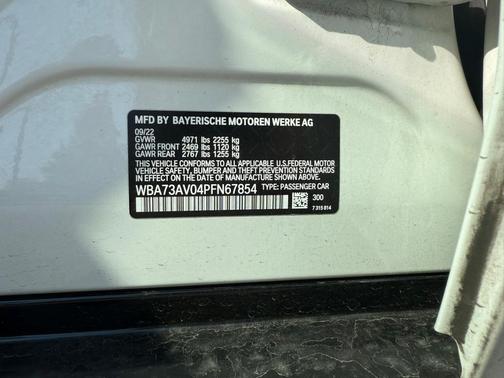 MFD BY BAYERISCHE MOTOREN WERKE AG
09/22
GVWR 4971 lbs 2255 kg
GAWR FRONT 2469 lbs 1120 kg
GAWR REAR 2767 lbs 1255 kg
THIS VEHICLE CONFORMS TO ALL APPLICABLE U.S.FEDERAL MOTOR
VEHICLE SAFETY, BUMPER AND THEFT PREVENTION STANDARDS IN
EFFECT ON THE DATE OF MANUFACTURE SHOWN ABOVE.
WBA73AV04PFN67854 TYPE: PASSENGER CAR
300
7 315 814